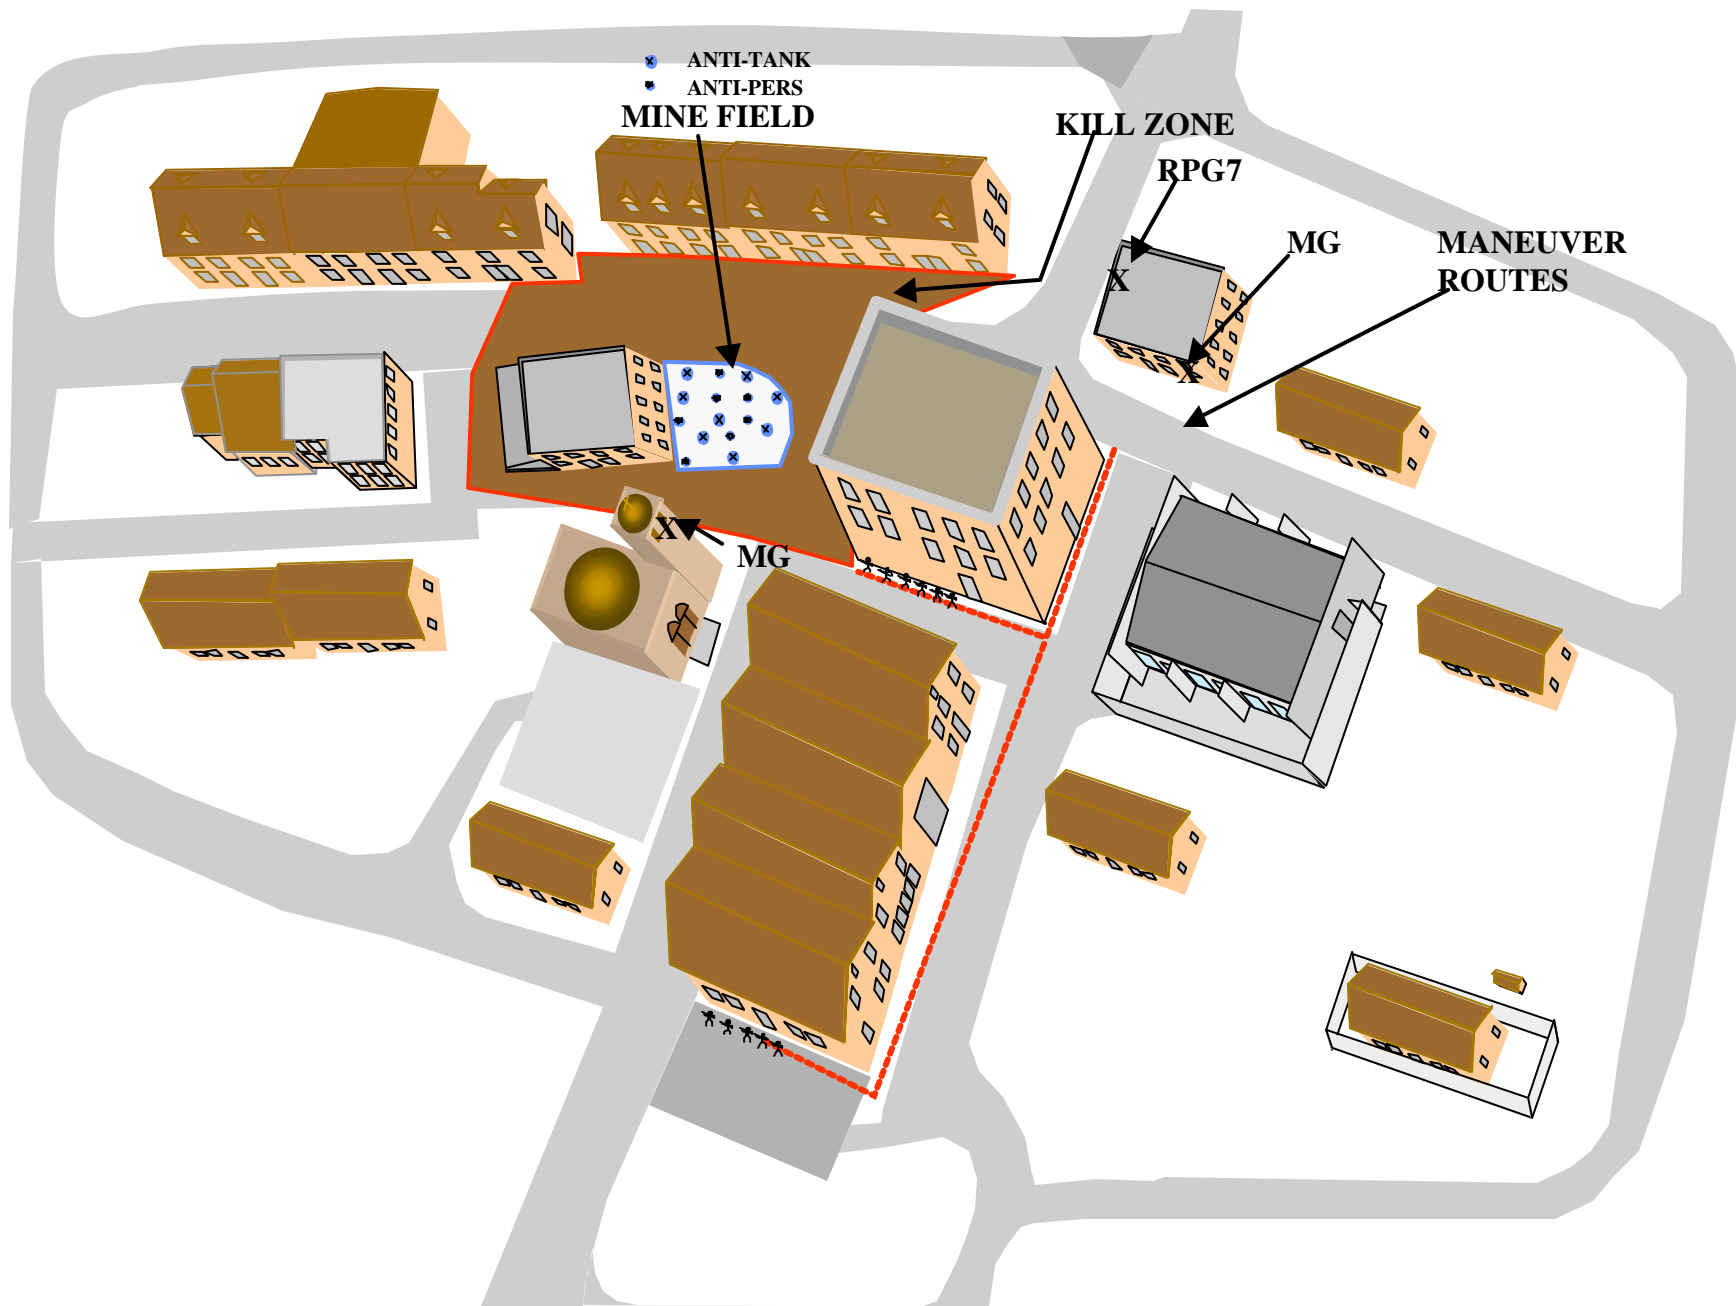 ANTI-TANK
ANTI-PERS
MINE FIELD
KILL ZONE
RPG7
X
MG
X
MANEUVER
ROUTES
X
MG